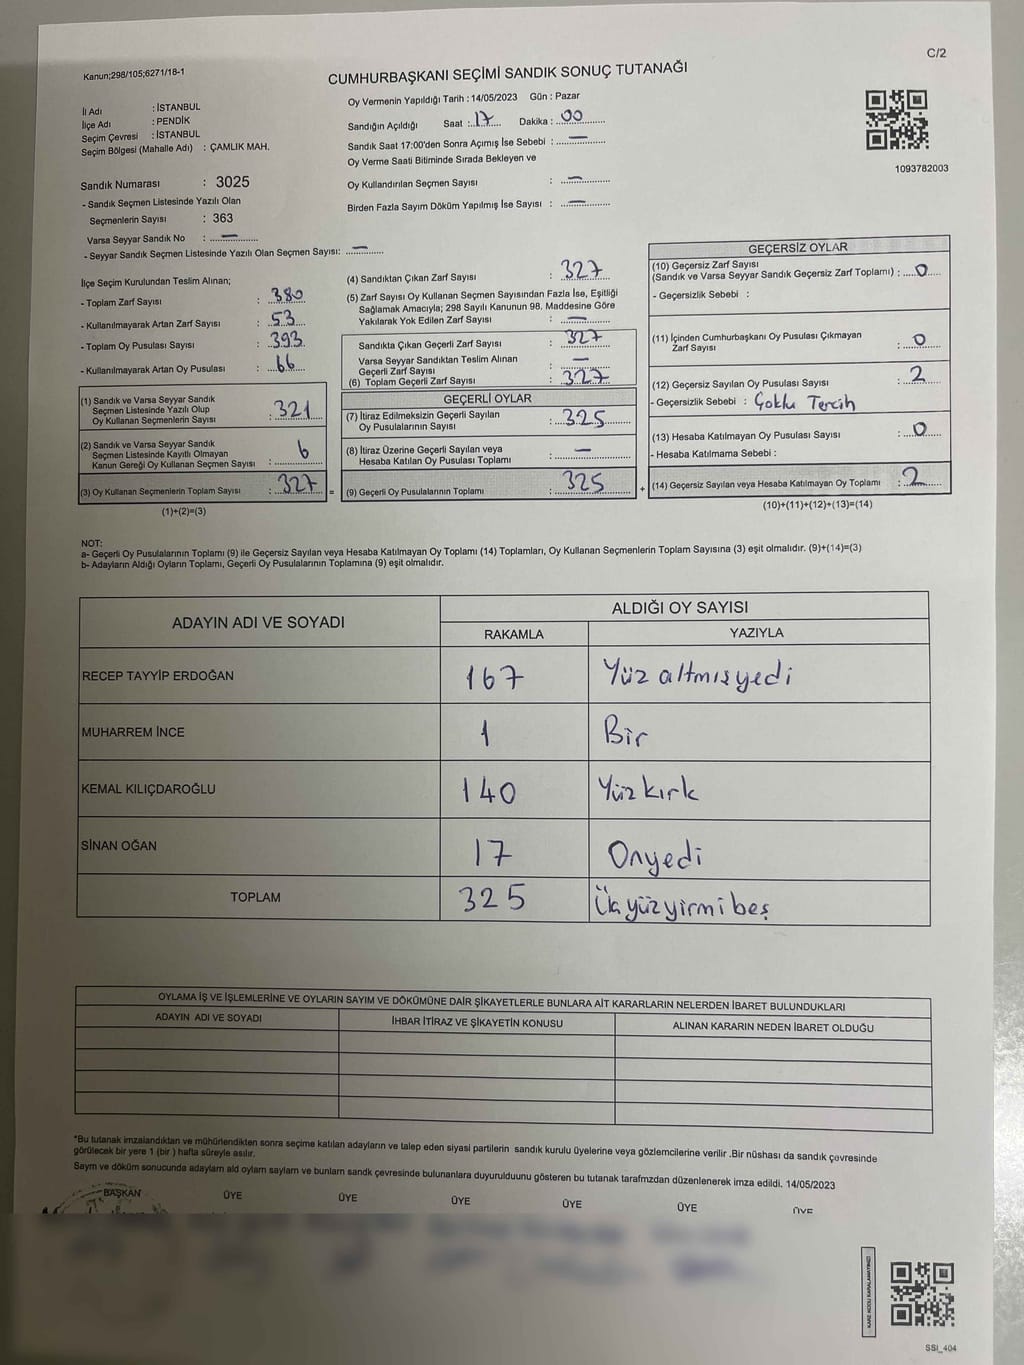 C/2
Kanun;298/105;6271/18-1
CUMHURBAŞKANI SEÇİMİ SANDIK SONUÇ TUTANAĞI
İl Adı : İSTANBUL
İlçe Adı : PENDİK
Seçim Çevresi : İSTANBUL
Seçim Bölgesi (Mahalle Adı) : ÇAMLIK MAH.
Oy Vermenin Yapıldığı Tarih : 14/05/2023 Gün : Pazar
Sandığın Açıldığı Saat : 17 Dakika : 00
Sandık Saat 17:00'den Sonra Açımış İse Sebebi : —
Oy Verme Saati Bitiminde Sırada Bekleyen ve
Oy Kullandırılan Seçmen Sayısı : —
Birden Fazla Sayım Döküm Yapılmış İse Sayısı : —
1093782003
Sandık Numarası : 3025
- Sandık Seçmen Listesinde Yazılı Olan
Seçmenlerin Sayısı : 363
Varsa Seyyar Sandık No : —
- Seyyar Sandık Seçmen Listesinde Yazılı Olan Seçmen Sayısı: —
İlçe Seçim Kurulundan Teslim Alınan;
- Toplam Zarf Sayısı : 380
- Kullanılmayarak Artan Zarf Sayısı : 53
- Toplam Oy Pusulası Sayısı : 393
- Kullanılmayarak Artan Oy Pusulası : 66
(1) Sandık ve Varsa Seyyar Sandık
Seçmen Listesinde Yazılı Olup
Oy Kullanan Seçmenlerin Sayısı : 321
(2) Sandık ve Varsa Seyyar Sandık
Seçmen Listesinde Kayıtlı Olmayan
Kanun Gereği Oy Kullanan Seçmen Sayısı : 6
(3) Oy Kullanan Seçmenlerin Toplam Sayısı : 327
(1)+(2)=(3)
(4) Sandıktan Çıkan Zarf Sayısı : 327
(5) Zarf Sayısı Oy Kullanan Seçmen Sayısından Fazla İse, Eşitliği
Sağlamak Amacıyla; 298 Sayılı Kanunun 98. Maddesine Göre
Yakılarak Yok Edilen Zarf Sayısı : —
Sandıkta Çıkan Geçerli Zarf Sayısı : 327
Varsa Seyyar Sandıktan Teslim Alınan
Geçerli Zarf Sayısı : —
(6) Toplam Geçerli Zarf Sayısı : 327
GEÇERLİ OYLAR
(7) İtiraz Edilmeksizin Geçerli Sayılan
Oy Pusulalarının Sayısı : 325
(8) İtiraz Üzerine Geçerli Sayılan veya
Hesaba Katılan Oy Pusulası Toplamı : —
= (9) Geçerli Oy Pusulalarının Toplamı : 325
GEÇERSİZ OYLAR
(10) Geçersiz Zarf Sayısı
(Sandık ve Varsa Seyyar Sandık Geçersiz Zarf Toplamı) : 0
- Geçersizlik Sebebi :
(11) İçinden Cumhurbaşkanı Oy Pusulası Çıkmayan
Zarf Sayısı : 0
(12) Geçersiz Sayılan Oy Pusulası Sayısı : 2
- Geçersizlik Sebebi : Çoklu Tercih
(13) Hesaba Katılmayan Oy Pusulası Sayısı : 0
- Hesaba Katılmama Sebebi :
+ (14) Geçersiz Sayılan veya Hesaba Katılmayan Oy Toplamı : 2
(10)+(11)+(12)+(13)=(14)
NOT:
a- Geçerli Oy Pusulalarının Toplamı (9) ile Geçersiz Sayılan veya Hesaba Katılmayan Oy Toplamı (14) Toplamları, Oy Kullanan Seçmenlerin Toplam Sayısına (3) eşit olmalıdır. (9)+(14)=(3)
b- Adayların Aldığı Oyların Toplamı, Geçerli Oy Pusulalarının Toplamına (9) eşit olmalıdır.
ADAYIN ADI VE SOYADI ALDIĞI OY SAYISI
RAKAMLA YAZIYLA
RECEP TAYYİP ERDOĞAN 167 Yüz altmışyedi
MUHARREM İNCE 1 Bir
KEMAL KILIÇDAROĞLU 140 Yüz kırk
SİNAN OĞAN 17 Onyedi
TOPLAM 325 Üçyüzyirmi beş
OYLAMA İŞ VE İŞLEMLERİNE VE OYLARIN SAYIM VE DÖKÜMÜNE DAİR ŞİKAYETLERLE BUNLARA AİT KARARLARIN NELERDEN İBARET BULUNDUKLARI
ADAYIN ADI VE SOYADI İHBAR İTİRAZ VE ŞİKAYETİN KONUSU ALINAN KARARIN NEDEN İBARET OLDUĞU
*Bu tutanak imzalandıktan ve mühürlendikten sonra seçime katılan adayların ve talep eden siyasi partilerin sandık kurulu üyelerine veya gözlemcilerine verilir .Bir nüshası da sandık çevresinde
görülecek bir yere 1 (bir ) hafta süreyle asılır.
Sayım ve döküm sonucunda adayların ald oyların saylam ve bunlarn sandk çevresinde bulunanlara duyurulduunu gösteren bu tutanak tarafmzdan düzenlenerek imza edildi. 14/05/2023
BAŞKAN ÜYE ÜYE ÜYE ÜYE ÜYE ÜYE
KARE KODU KARALAMAYINIZ!
SSI_404